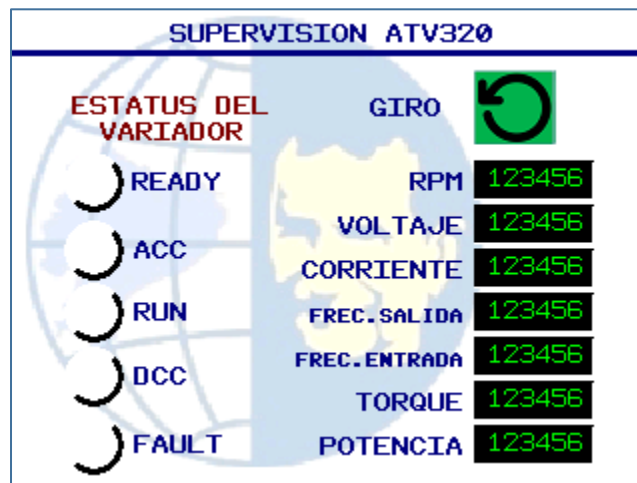 SUPERVISION ATV320
ESTATUS DEL
VARIADOR
READY
ACC
RUN
DCC
FAULT
GIRO
RPM 123456
VOLTAJE 123456
CORRIENTE 123456
FREC.SALIDA 123456
FREC.ENTRADA 123456
TORQUE 123456
POTENCIA 123456